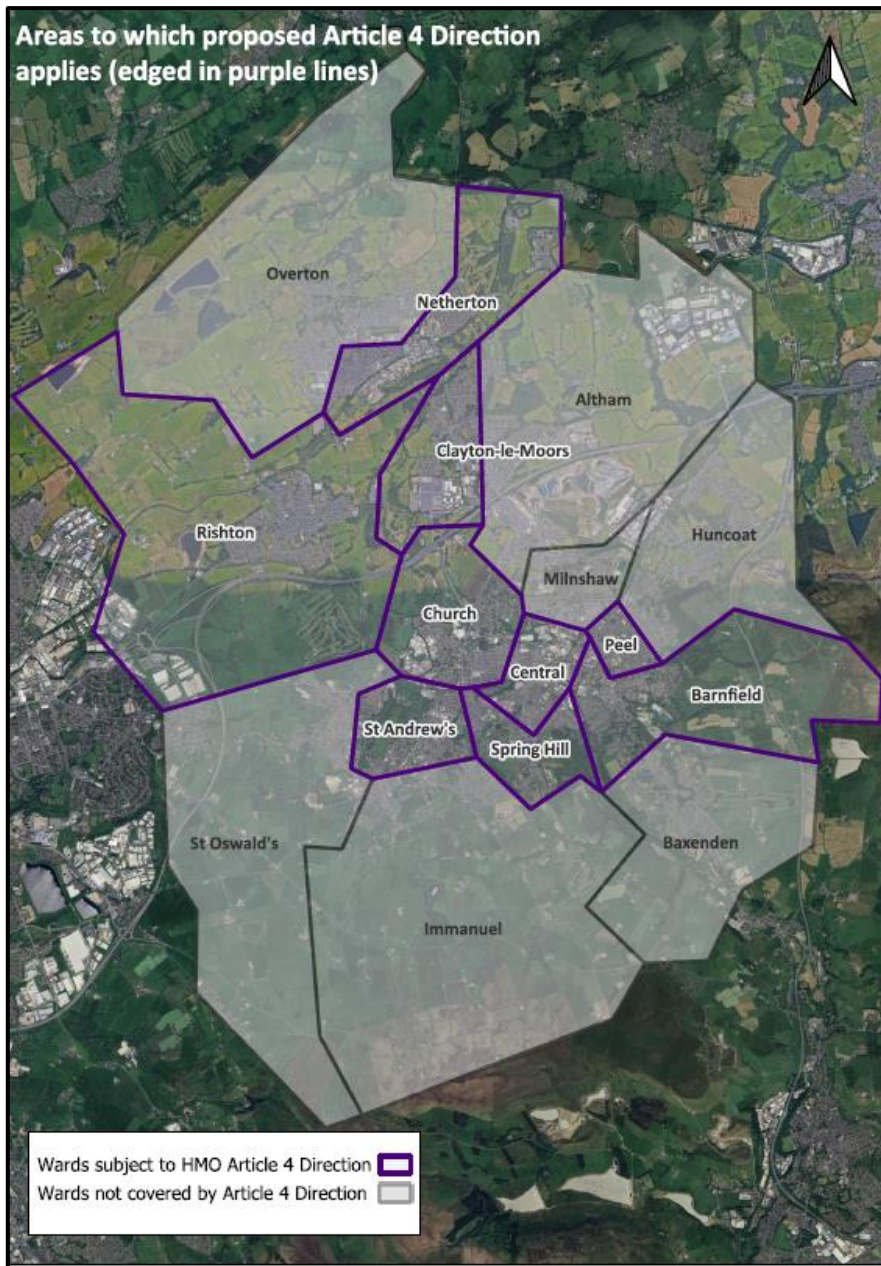 Areas to which proposed Article 4 Direction
applies (edged in purple lines)
Overton
Netherton
Altham
Clayton-le-Moors
Rishton
Huncoat
Milnshaw
Church
Peel
Central
Barnfield
St Andrew's
Spring Hill
St Oswald's
Baxenden
Immanuel
Wards subject to HMO Article 4 Direction
Wards not covered by Article 4 Direction